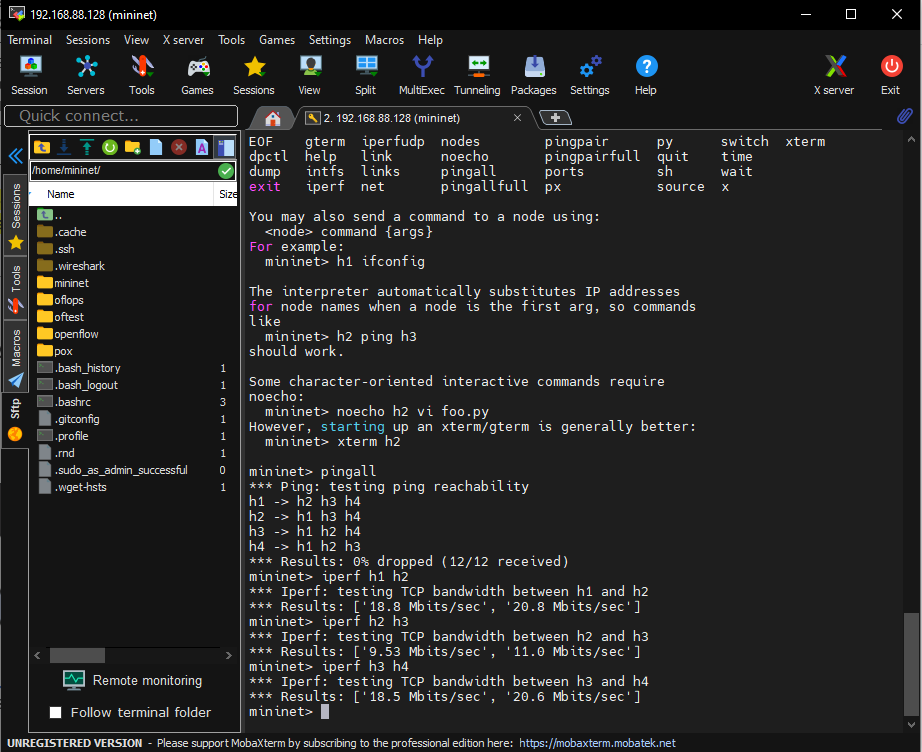 192.168.88.128 (mininet)
Terminal Sessions View X server Tools Games Settings Macros Help
Session Servers Tools Games Sessions View Split MultiExec Tunneling Packages Settings Help X server Exit
Quick connect...
2. 192.168.88.128 (mininet)
/home/mininet/
Name Size
..
.cache
.ssh
.wireshark
mininet
oflops
oftest
openflow
pox
.bash_history 1
.bash_logout 1
.bashrc 3
.gitconfig 1
.profile 1
.rnd 1
.sudo_as_admin_successful 0
.wget-hsts 1
Sessions
Tools
Macros
Sftp
Remote monitoring
Follow terminal folder
EOF gterm iperfudp nodes pingpair py switch xterm
dpctl help link noecho pingpairfull quit time
dump intfs links pingall ports sh wait
exit iperf net pingallfull px source x
You may also send a command to a node using:
<node> command {args}
For example:
mininet> h1 ifconfig
The interpreter automatically substitutes IP addresses
for node names when a node is the first arg, so commands
like
mininet> h2 ping h3
should work.
Some character-oriented interactive commands require
noecho:
mininet> noecho h2 vi foo.py
However, starting up an xterm/gterm is generally better:
mininet> xterm h2
mininet> pingall
*** Ping: testing ping reachability
h1 -> h2 h3 h4
h2 -> h1 h3 h4
h3 -> h1 h2 h4
h4 -> h1 h2 h3
*** Results: 0% dropped (12/12 received)
mininet> iperf h1 h2
*** Iperf: testing TCP bandwidth between h1 and h2
*** Results: ['18.8 Mbits/sec', '20.8 Mbits/sec']
mininet> iperf h2 h3
*** Iperf: testing TCP bandwidth between h2 and h3
*** Results: ['9.53 Mbits/sec', '11.0 Mbits/sec']
mininet> iperf h3 h4
*** Iperf: testing TCP bandwidth between h3 and h4
*** Results: ['18.5 Mbits/sec', '20.6 Mbits/sec']
mininet>
UNREGISTERED VERSION - Please support MobaXterm by subscribing to the professional edition here: https://mobaxterm.mobatek.net